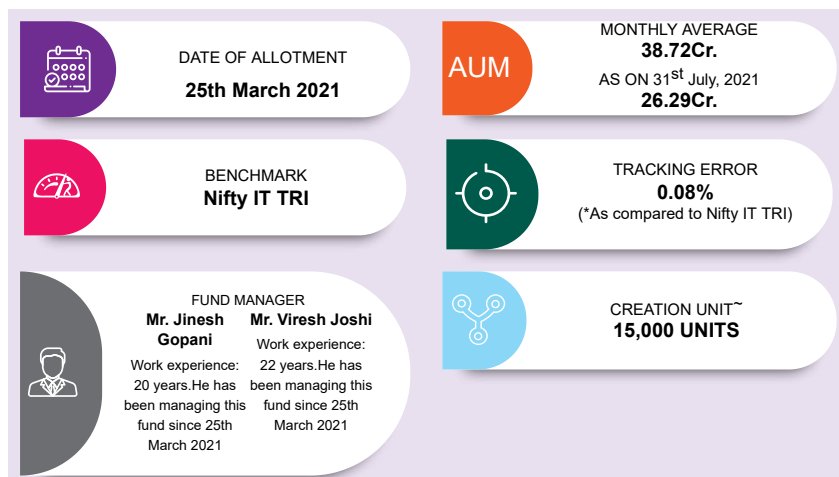 DATE OF ALLOTMENT
25th March 2021
AUM
MONTHLY AVERAGE
38.72Cr.
AS ON 31st July, 2021
26.29Cr.
BENCHMARK
Nifty IT TRI
TRACKING ERROR
0.08%
(*As compared to Nifty IT TRI)
FUND MANAGER
Mr. Jinesh
Gopani
Work experience:
20 years.He has
been managing this
fund since 25th
March 2021
Mr. Viresh Joshi
Work experience:
22 years.He has
been managing this
fund since 25th
March 2021
CREATION UNIT~
15,000 UNITS